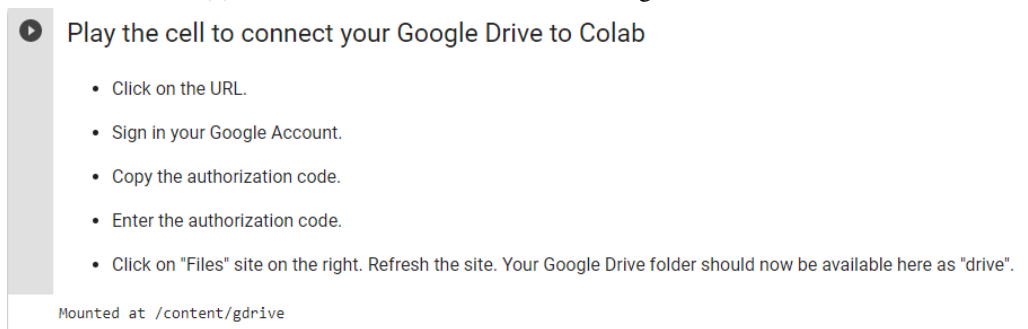 Play the cell to connect your Google Drive to Colab
• Click on the URL.
• Sign in your Google Account.
• Copy the authorization code.
• Enter the authorization code.
• Click on "Files" site on the right. Refresh the site. Your Google Drive folder should now be available here as "drive".
Mounted at /content/gdrive